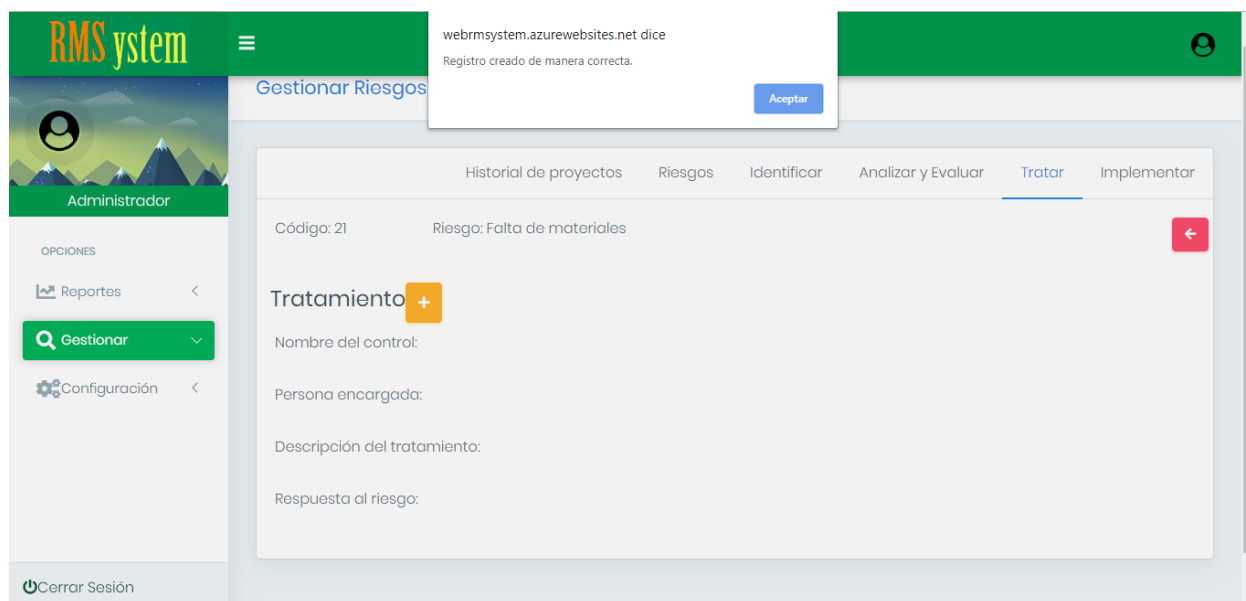 RMSystem
webrmsystem.azurewebsites.net dice
Registro creado de manera correcta.
Aceptar
Gestionar Riesgos
Administrador
OPCIONES
Reportes
Gestionar
Configuración
Cerrar Sesión
Historial de proyectos Riesgos Identificar Analizar y Evaluar Tratar Implementar
Código: 21 Riesgo: Falta de materiales
Tratamiento +
Nombre del control:
Persona encargada:
Descripción del tratamiento:
Respuesta al riesgo: